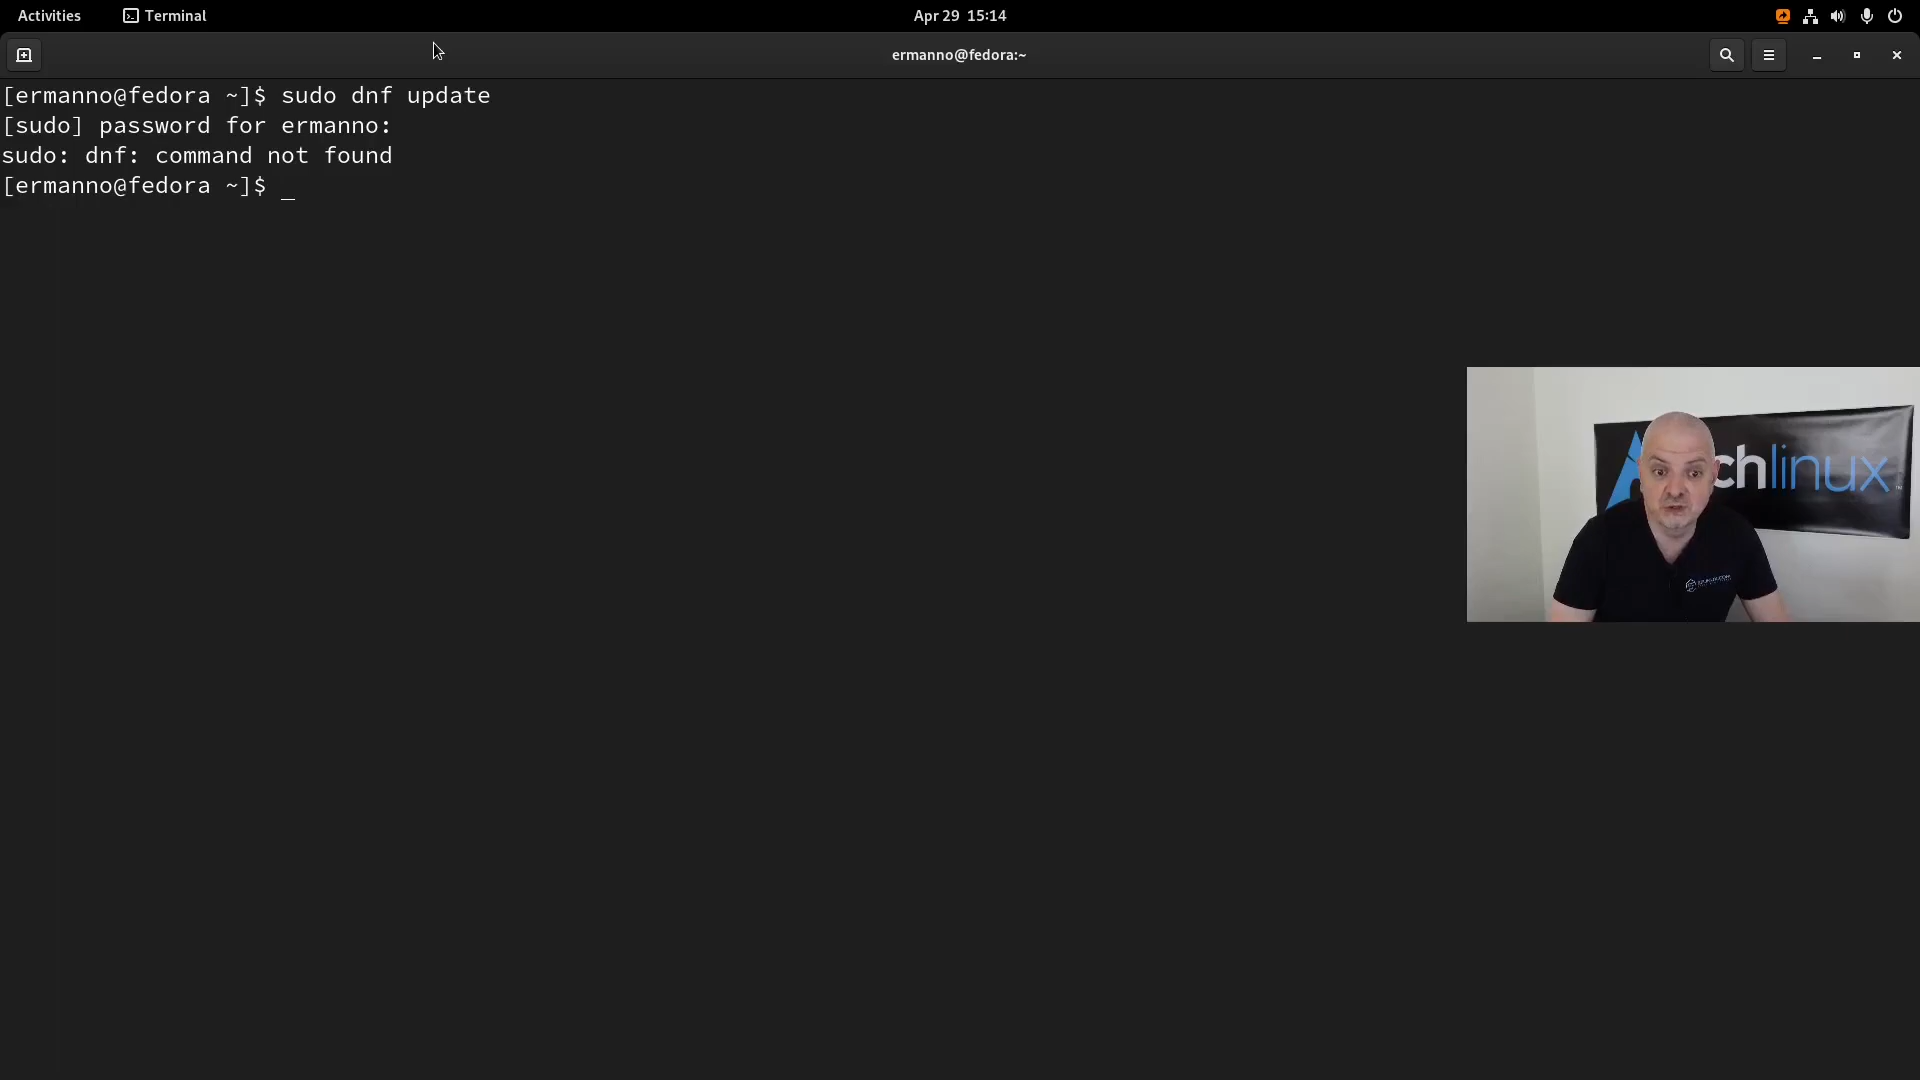 Activities Terminal Apr 29 15:14
ermanno@fedora:~
[ermanno@fedora ~]$ sudo dnf update
[sudo] password for ermanno:
sudo: dnf: command not found
[ermanno@fedora ~]$ _
chlinux